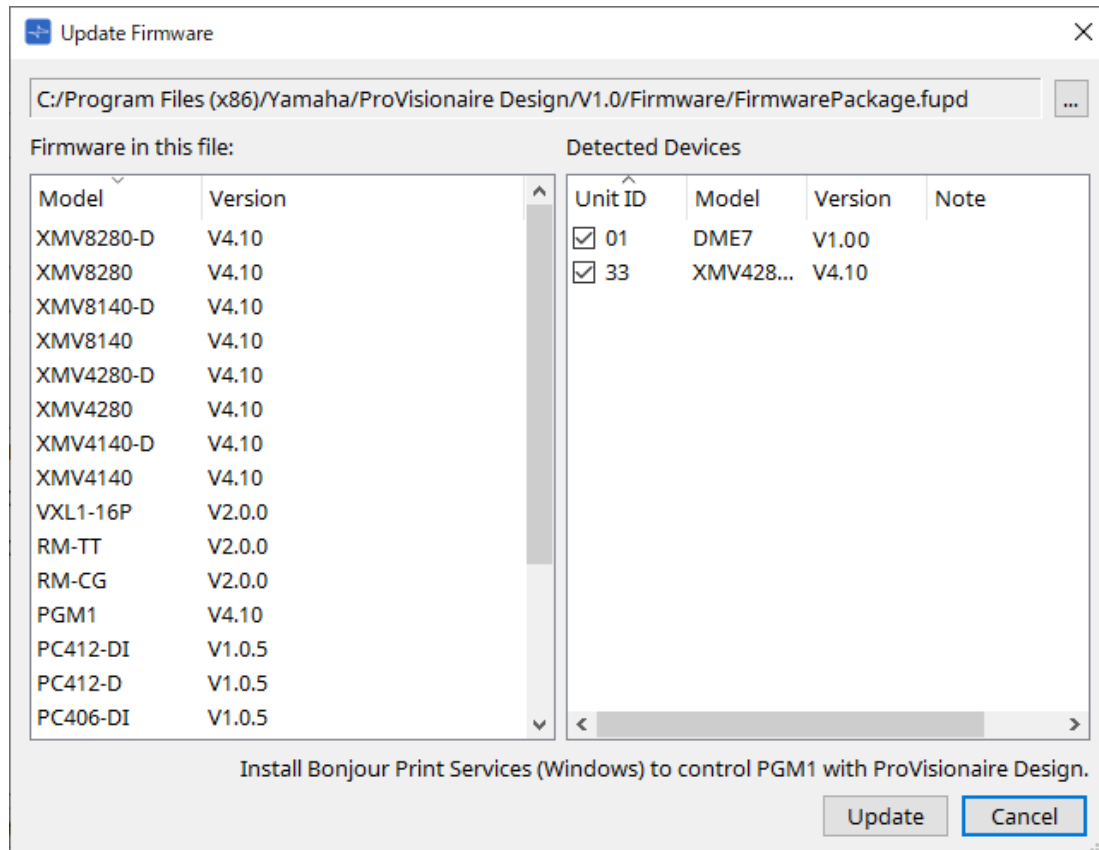 Update Firmware
C:/Program Files (x86)/Yamaha/ProVisionaire Design/V1.0/Firmware/FirmwarePackage.fupd
...
Firmware in this file:
Model Version
XMV8280-D V4.10
XMV8280 V4.10
XMV8140-D V4.10
XMV8140 V4.10
XMV4280-D V4.10
XMV4280 V4.10
XMV4140-D V4.10
XMV4140 V4.10
VXL1-16P V2.0.0
RM-TT V2.0.0
RM-CG V2.0.0
PGM1 V4.10
PC412-DI V1.0.5
PC412-D V1.0.5
PC406-DI V1.0.5
Detected Devices
Unit ID Model Version Note
01 DME7 V1.00
33 XMV428... V4.10
Install Bonjour Print Services (Windows) to control PGM1 with ProVisionaire Design.
Update Cancel